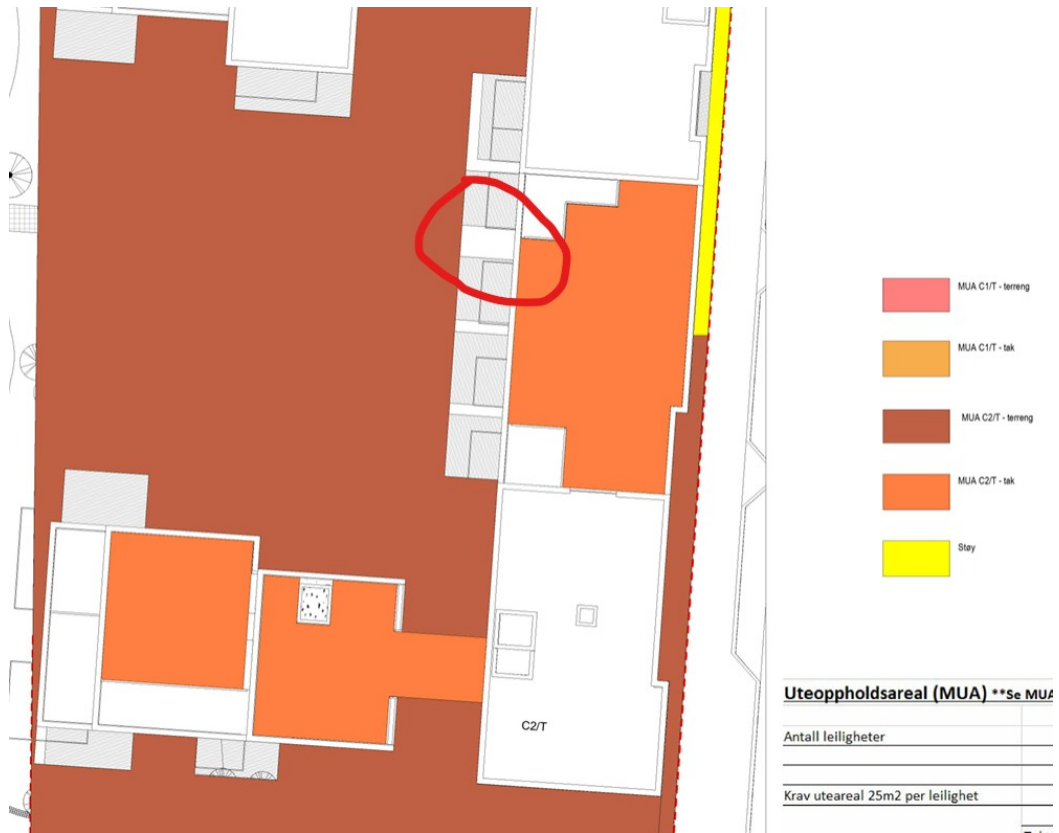 MUA C1/T - terreng
MUA C1/T - tak
MUA C2/T - terreng
MUA C2/T - tak
Støy
C2/T
Uteoppholdsareal (MUA) **Se MUA
Antall leiligheter
Krav uteareal 25m2 per leilighet